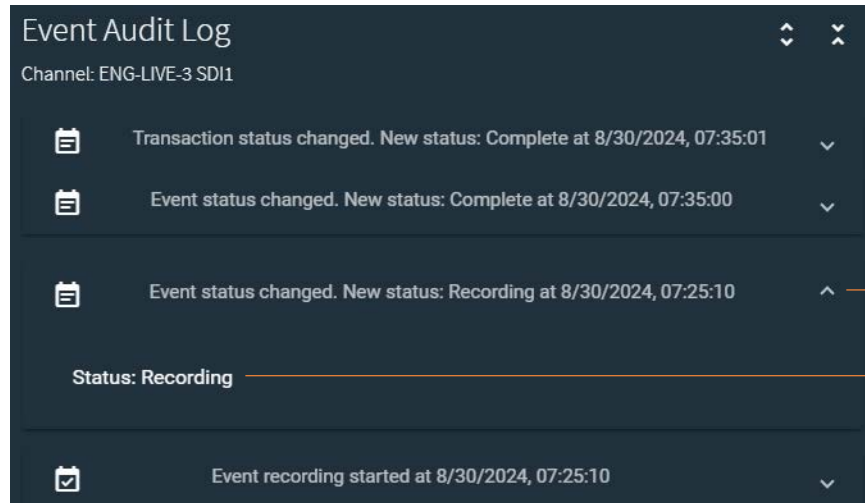 Event Audit Log
Channel: ENG-LIVE-3 SDI1
Transaction status changed. New status: Complete at 8/30/2024, 07:35:01
Event status changed. New status: Complete at 8/30/2024, 07:35:00
Event status changed. New status: Recording at 8/30/2024, 07:25:10
Status: Recording
Event recording started at 8/30/2024, 07:25:10